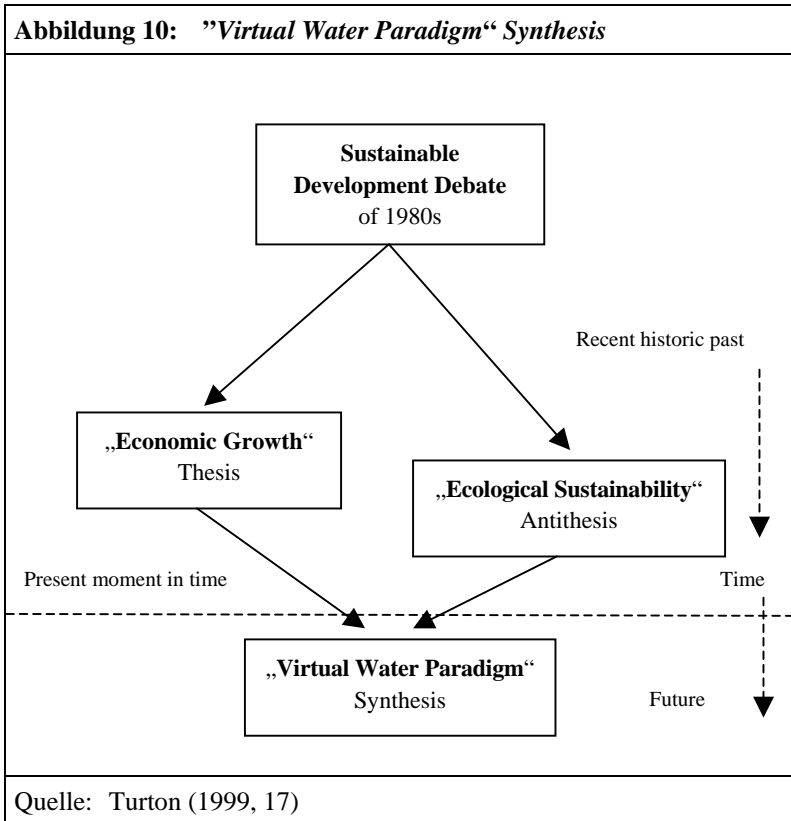 Abbildung 10: ”Virtual Water Paradigm“ Synthesis
Sustainable
Development Debate
of 1980s
Recent historic past
„Economic Growth“
Thesis
„Ecological Sustainability“
Antithesis
Present moment in time
Time
„Virtual Water Paradigm“
Synthesis
Future
Quelle: Turton (1999, 17)